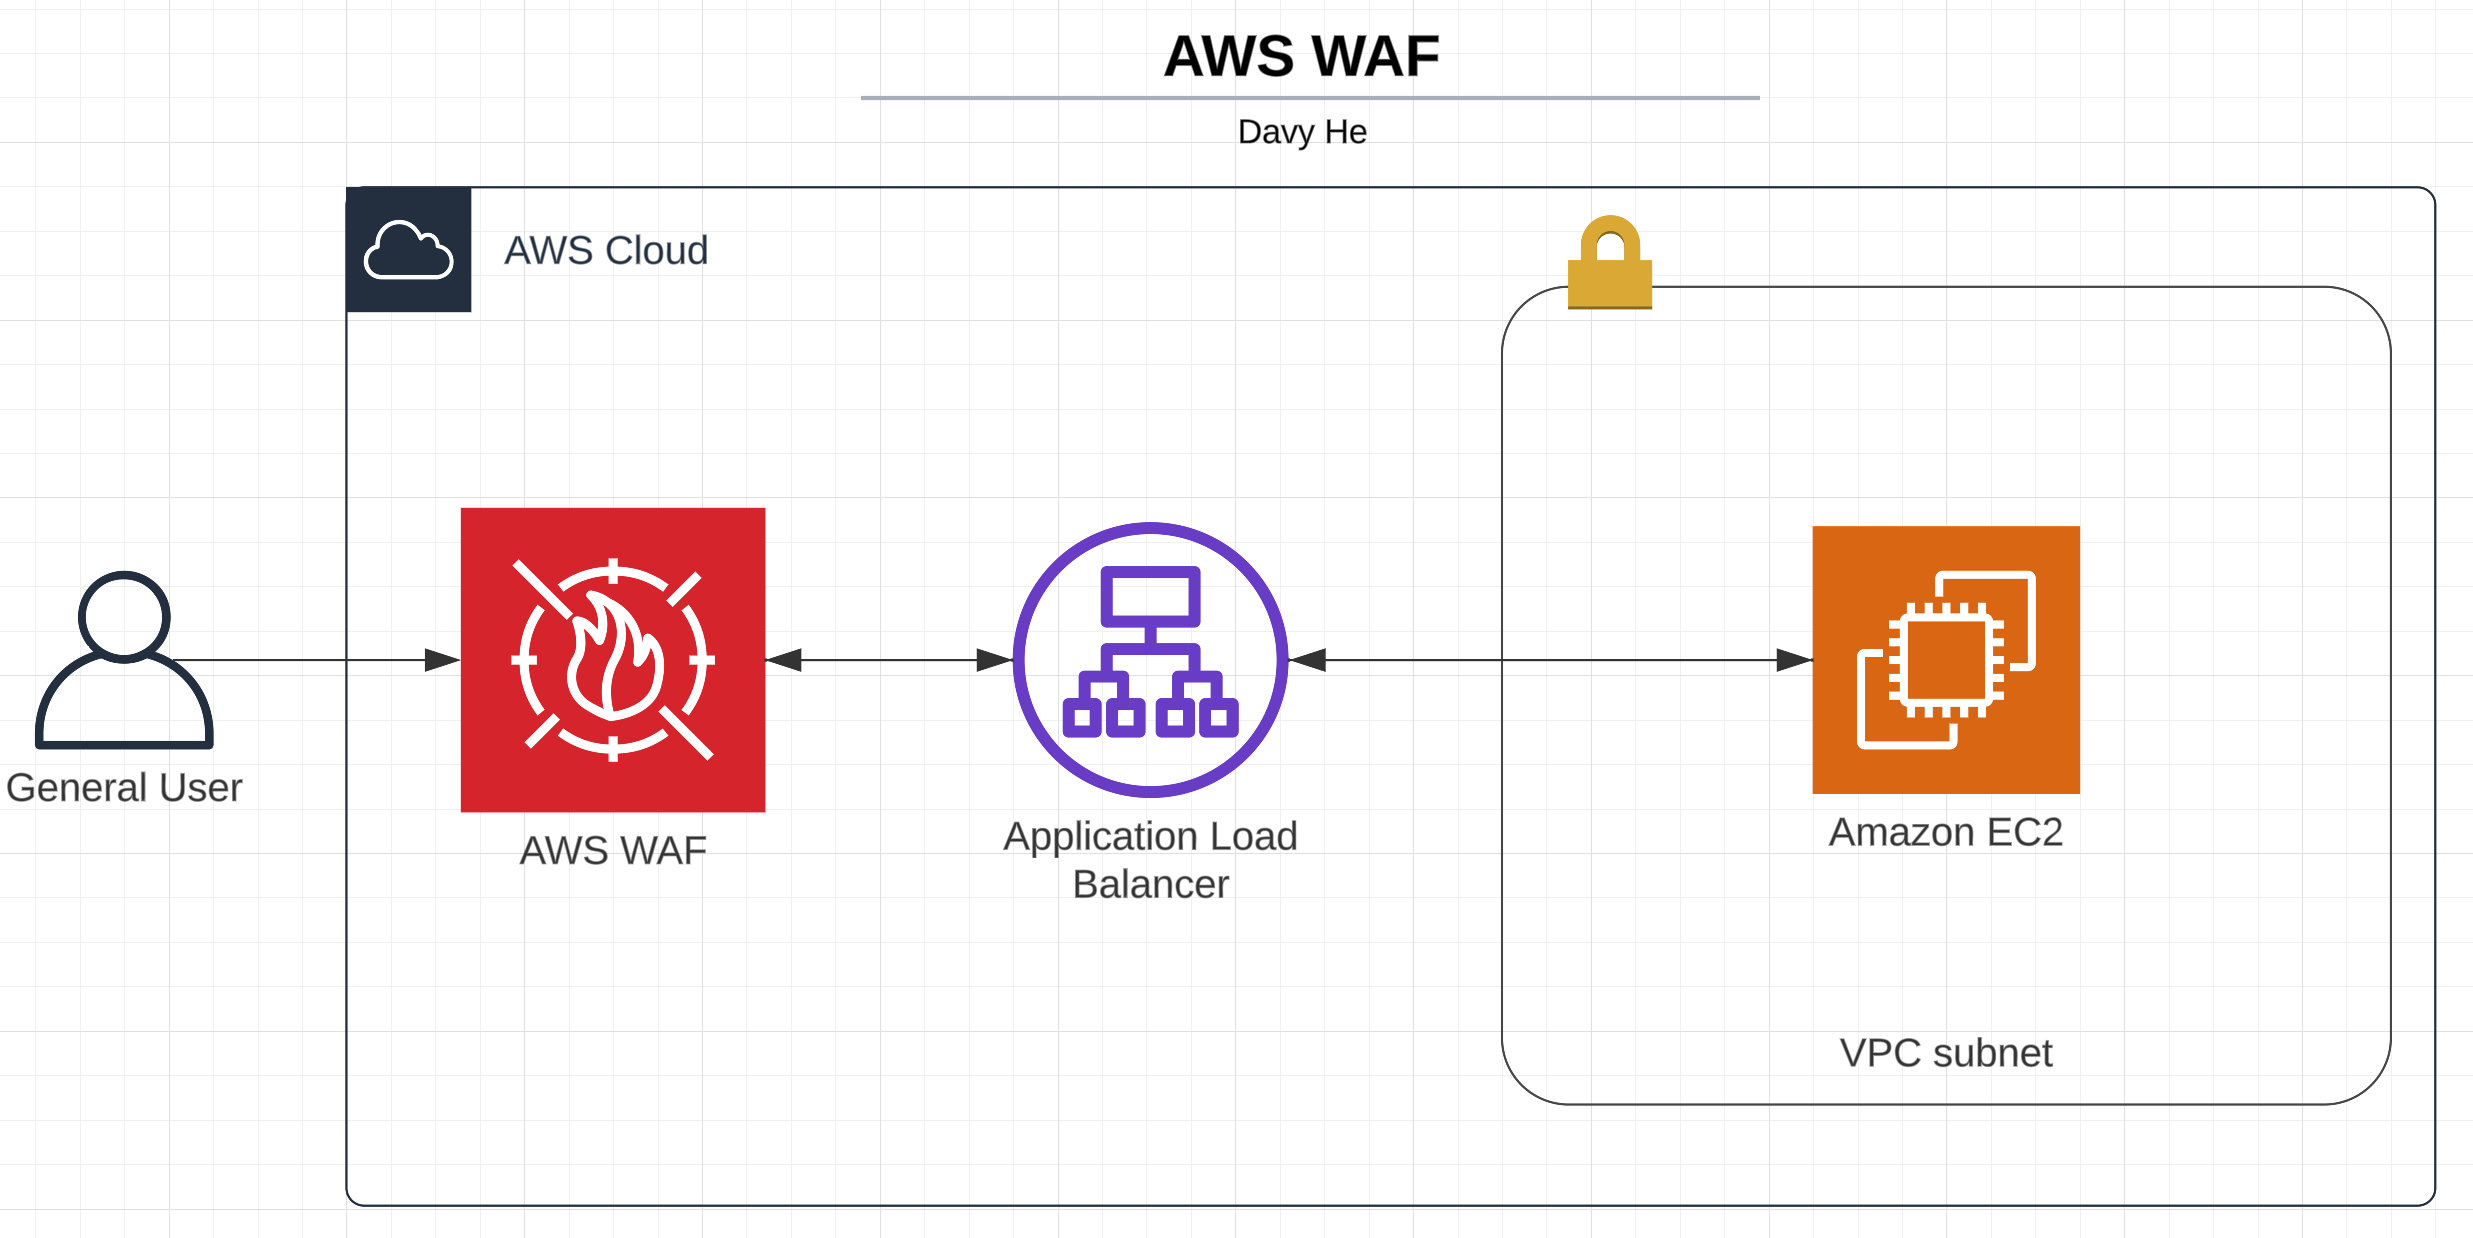 AWS WAF
Davy He
AWS Cloud
General User
AWS WAF
Application Load
Balancer
Amazon EC2
VPC subnet